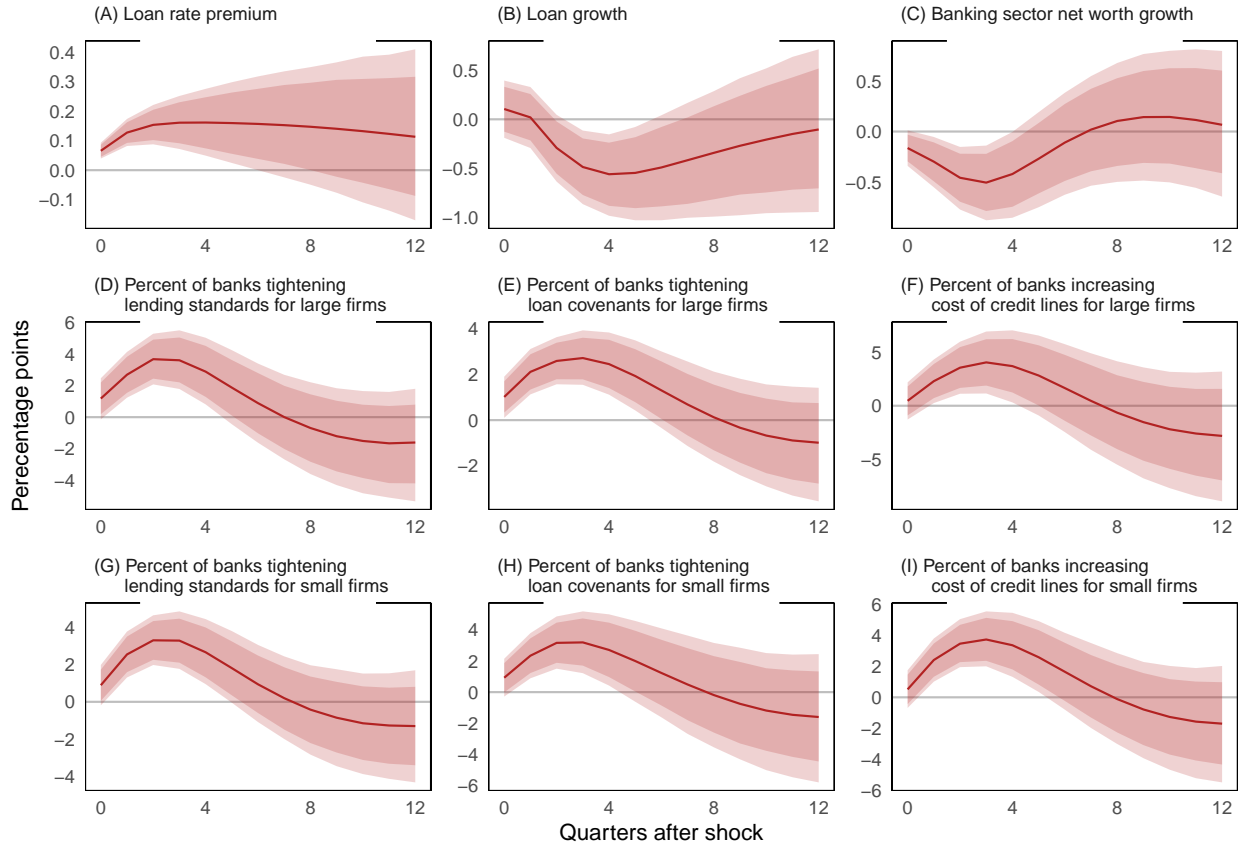 (A) Loan rate premium
(B) Loan growth
(C) Banking sector net worth growth
0.4
0.3
0.2
0.1
0.0
−0.1
0.5
0.0
−0.5
−1.0
0.5
0.0
−0.5
0 4 8 12
0 4 8 12
0 4 8 12
(D) Percent of banks tightening
lending standards for large firms
(E) Percent of banks tightening
loan covenants for large firms
(F) Percent of banks increasing
cost of credit lines for large firms
Perecentage points
6
4
2
0
−2
−4
4
2
0
−2
5
0
−5
0 4 8 12
0 4 8 12
0 4 8 12
(G) Percent of banks tightening
lending standards for small firms
(H) Percent of banks tightening
loan covenants for small firms
(I) Percent of banks increasing
cost of credit lines for small firms
4
2
0
−2
−4
4
2
0
−2
−4
−6
6
4
2
0
−2
−4
−6
0 4 8 12
0 4 8 12
0 4 8 12
Quarters after shock